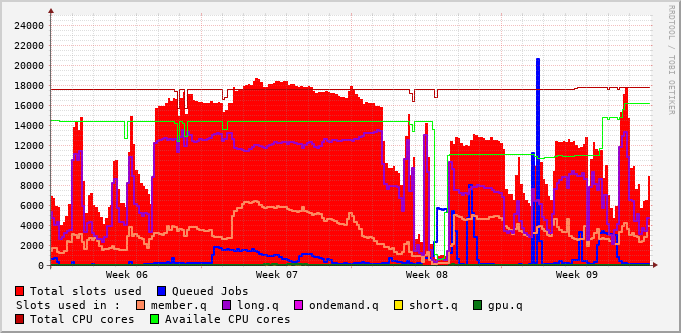 RRDTOOL / TOBI OETIKER
24000
22000
20000
18000
16000
14000
12000
10000
8000
6000
4000
2000
0
Week 06 Week 07 Week 08 Week 09
Total slots used Queued Jobs
Slots used in : member.q long.q ondemand.q short.q gpu.q
Total CPU cores Availale CPU cores